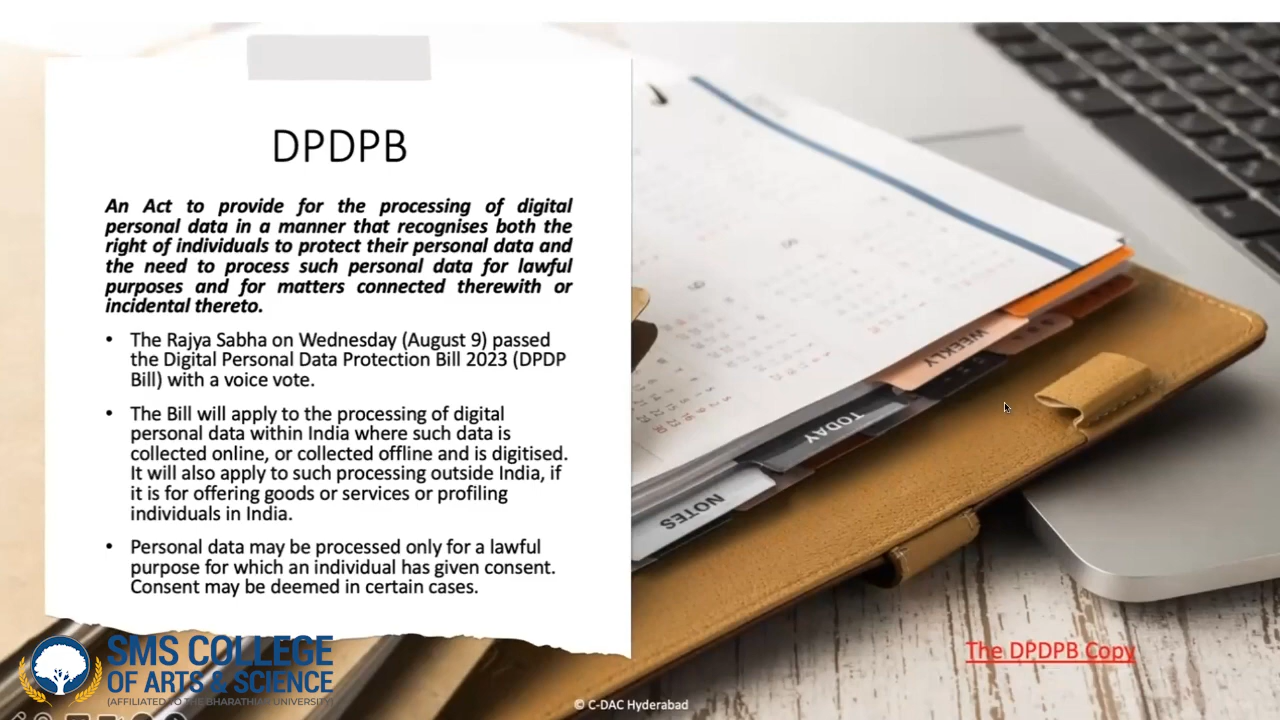 DPDPB
An Act to provide for the processing of digital
personal data in a manner that recognises both the
right of individuals to protect their personal data and
the need to process such personal data for lawful
purposes and for matters connected therewith or
incidental thereto.
• The Rajya Sabha on Wednesday (August 9) passed
the Digital Personal Data Protection Bill 2023 (DPDP
Bill) with a voice vote.
• The Bill will apply to the processing of digital
personal data within India where such data is
collected online, or collected offline and is digitised.
It will also apply to such processing outside India, if
it is for offering goods or services or profiling
individuals in India.
• Personal data may be processed only for a lawful
purpose for which an individual has given consent.
Consent may be deemed in certain cases.
WEEKLY
TODAY
NOTES
The DPDPB Copy
SMS COLLEGE
OF ARTS & SCIENCE
(AFFILIATED TO THE BHARATHIAR UNIVERSITY)
© C-DAC Hyderabad